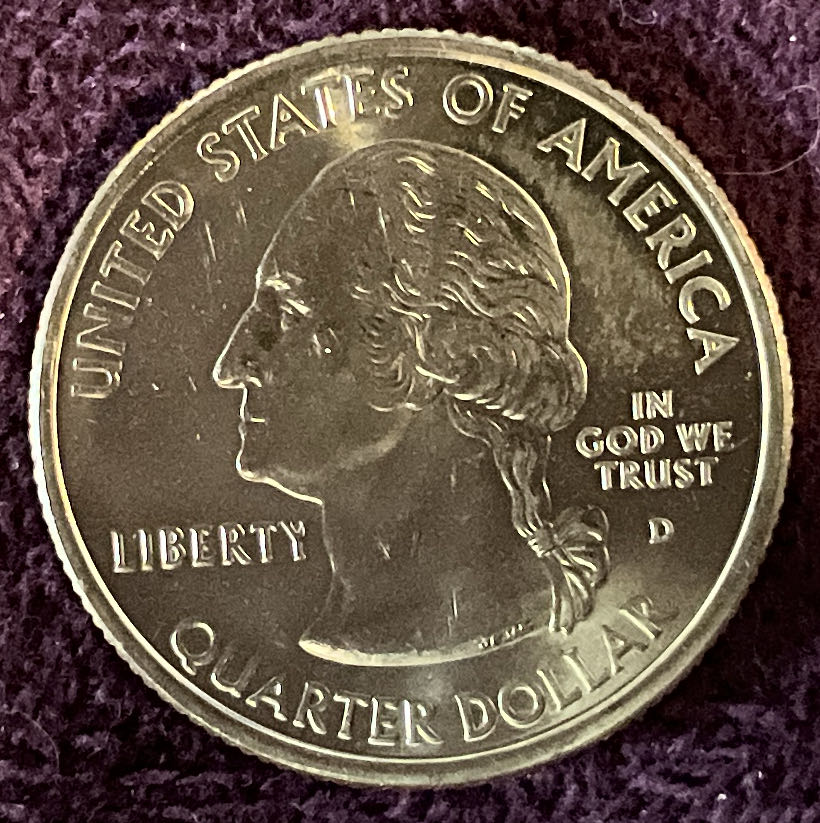 UNITED STATES OF AMERICA
IN
GOD WE
TRUST
LIBERTY
D
QUARTER DOLLAR